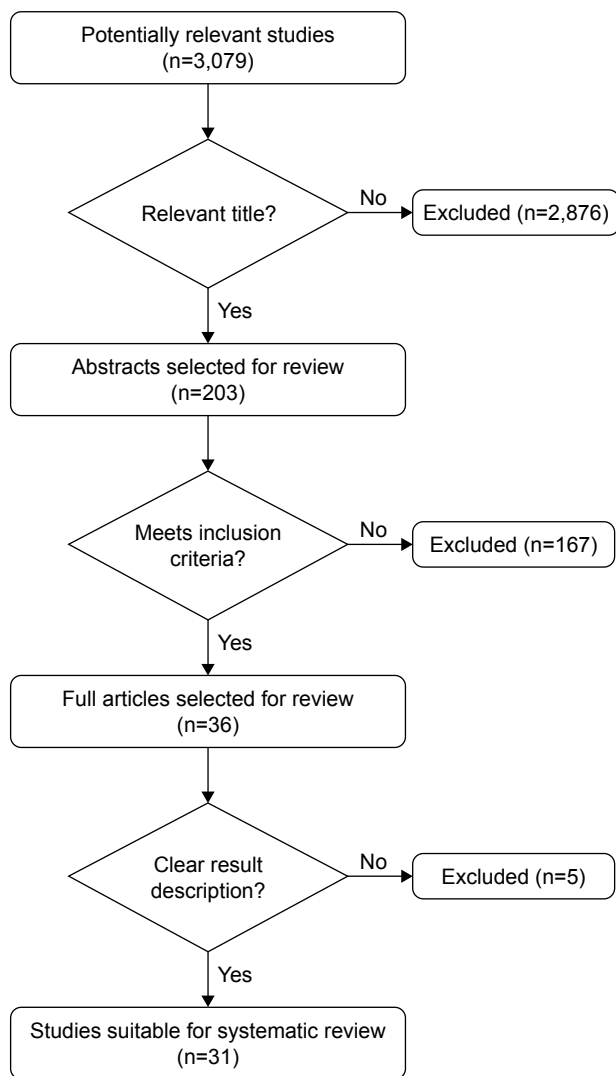 Potentially relevant studies
(n=3,079)
Relevant title?
No
Excluded (n=2,876)
Yes
Abstracts selected for review
(n=203)
Meets inclusion
criteria?
No
Excluded (n=167)
Yes
Full articles selected for review
(n=36)
Clear result
description?
No
Excluded (n=5)
Yes
Studies suitable for systematic review
(n=31)